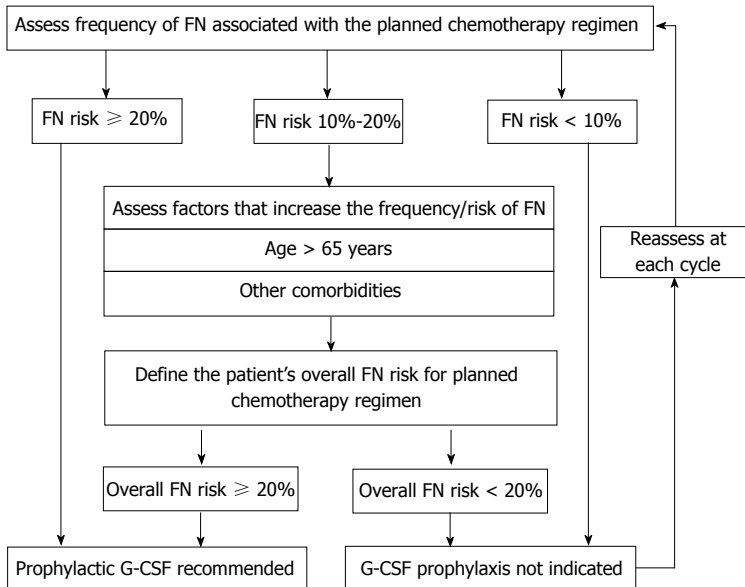 Assess frequency of FN associated with the planned chemotherapy regimen
FN risk ⩾ 20%
FN risk 10%-20%
FN risk < 10%
Assess factors that increase the frequency/risk of FN
Age > 65 years
Other comorbidities
Reassess at
each cycle
Define the patient’s overall FN risk for planned
chemotherapy regimen
Overall FN risk ⩾ 20%
Overall FN risk < 20%
Prophylactic G-CSF recommended
G-CSF prophylaxis not indicated